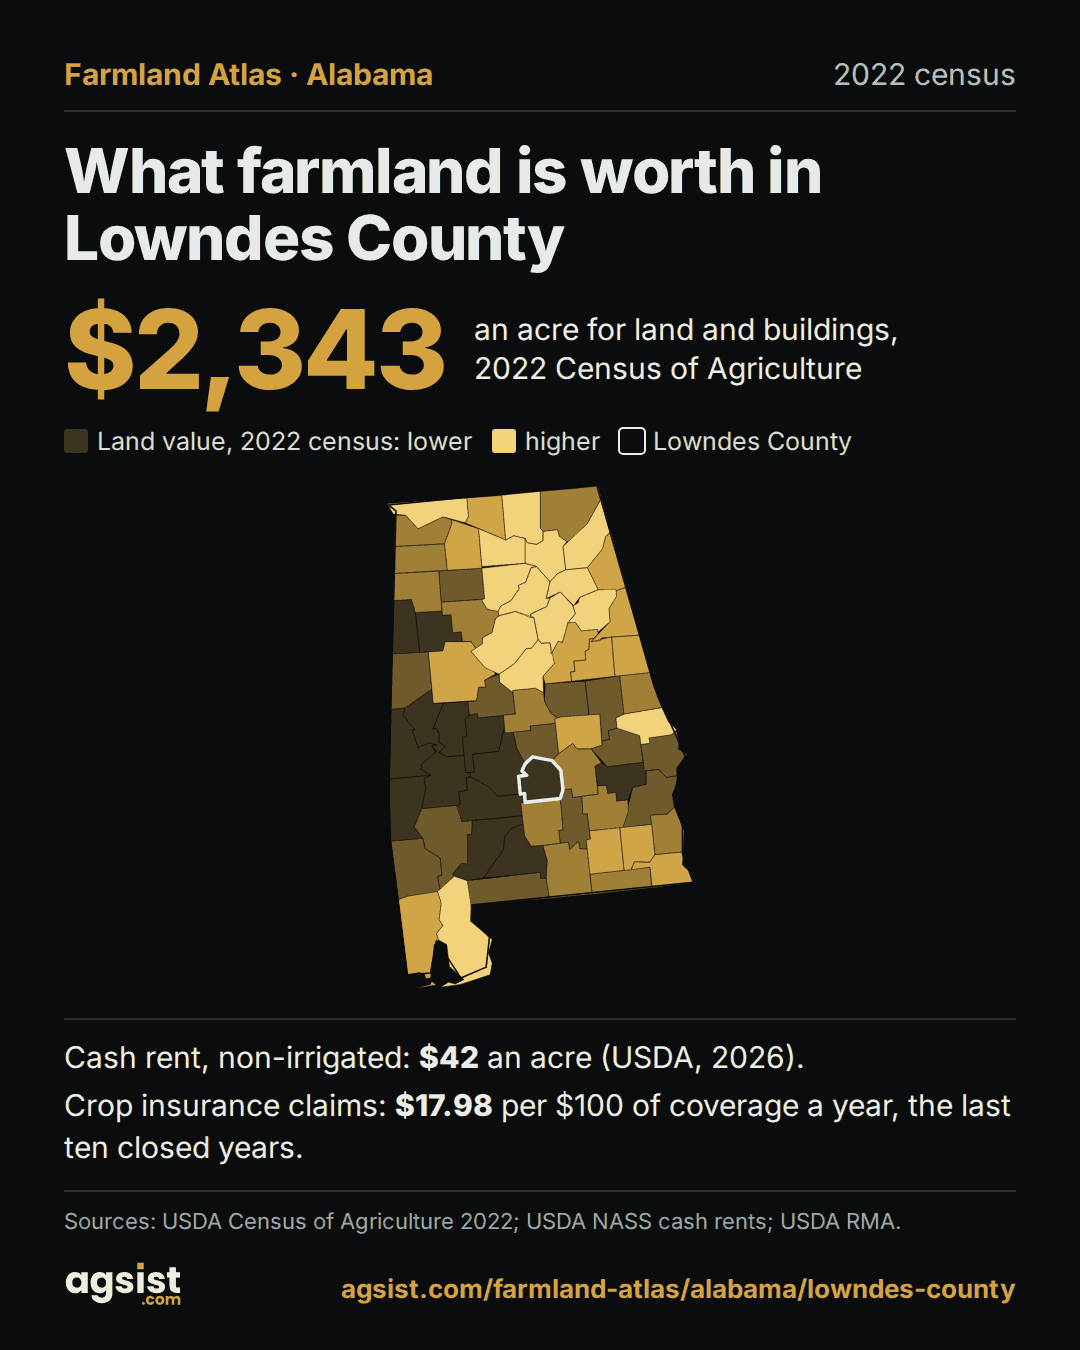 Farmland Atlas · Alabama
2022 census
What farmland is worth in
Lowndes County
$2,343
an acre for land and buildings,
2022 Census of Agriculture
Land value, 2022 census: lower
higher
Lowndes County
Cash rent, non-irrigated: $42 an acre (USDA, 2026).
Crop insurance claims: $17.98 per $100 of coverage a year, the last
ten closed years.
Sources: USDA Census of Agriculture 2022; USDA NASS cash rents; USDA RMA.
agsist
.com
agsist.com/farmland-atlas/alabama/lowndes-county